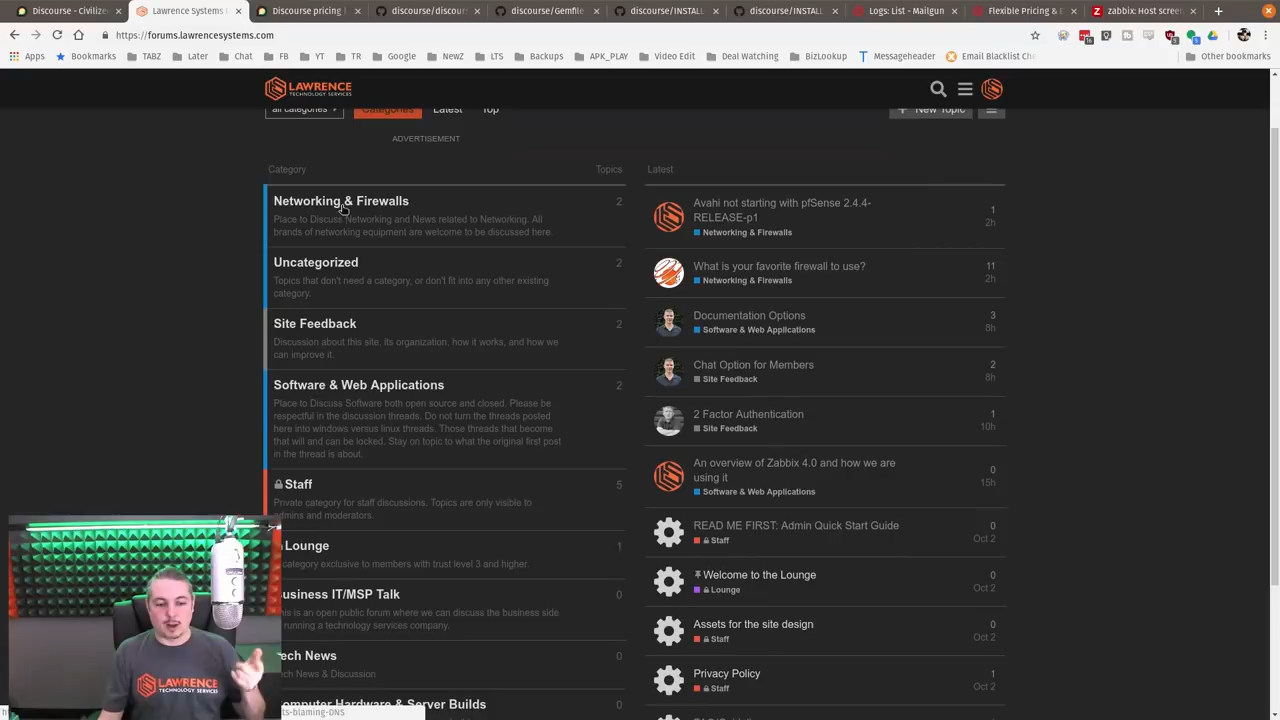 Discourse - Civilize
Lawrence Systems
Discourse pricing
discourse/discour
discourse/Gemfile
discourse/INSTALL
discourse/INSTALL
Logs: List - Mailgun
Flexible Pricing & E
zabbix: Host screen
https://forums.lawrencesystems.com
Apps
Bookmarks
TABZ
Later
Chat
FB
YT
TR
Google
NewZ
LTS
Backups
APK_PLAY
Video Edit
Deal Watching
BizLookup
Messageheader
Email Blacklist Che
Other bookmarks
LAWRENCE
TECHNOLOGY SERVICES
all categories
Categories
Latest
Top
+ New Topic
ADVERTISEMENT
Category
Topics
Networking & Firewalls
2
Place to Discuss Networking and News related to Networking. All
brands of networking equipment are welcome to be discussed here.
Uncategorized
2
Topics that don't need a category, or don't fit into any other existing
category.
Site Feedback
2
Discussion about this site, its organization, how it works, and how we
can improve it.
Software & Web Applications
2
Place to Discuss Software both open source and closed. Please be
respectful in the discussion threads. Do not turn the threads posted
here into windows versus linux threads. Those threads that become
that will and can be locked. Stay on topic to what the original first post
in the thread is about.
Staff
5
Private category for staff discussions. Topics are only visible to
admins and moderators.
Lounge
1
category exclusive to members with trust level 3 and higher.
usiness IT/MSP Talk
0
his is an open public forum where we can discuss the business side
running a technology services company.
ech News
0
ch News & Discussion
omputer Hardware & Server Builds
0
ts-blaming-DNS
Latest
Avahi not starting with pfSense 2.4.4-
RELEASE-p1
Networking & Firewalls
1
2h
What is your favorite firewall to use?
Networking & Firewalls
11
2h
Documentation Options
Software & Web Applications
3
8h
Chat Option for Members
Site Feedback
2
8h
2 Factor Authentication
Site Feedback
1
10h
An overview of Zabbix 4.0 and how we are
using it
Software & Web Applications
0
15h
READ ME FIRST: Admin Quick Start Guide
Staff
0
Oct 2
Welcome to the Lounge
Lounge
0
Oct 2
Assets for the site design
Staff
0
Oct 2
Privacy Policy
Staff
1
Oct 2
LAWRENCE
TECHNOLOGY SERVICES